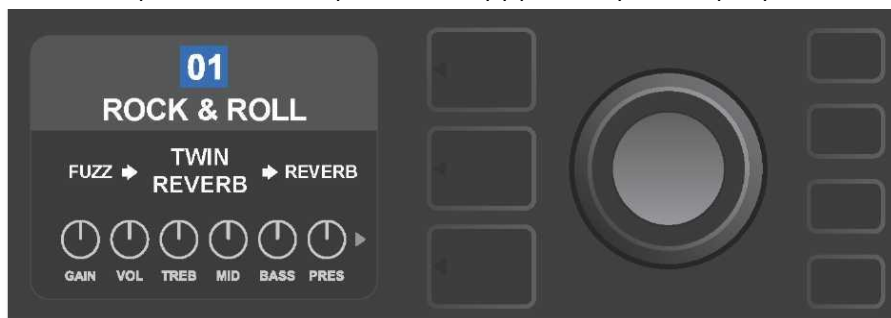 01
ROCK & ROLL
FUZZ TWIN REVERB REVERB
GAIN VOL TREB MID BASS PRES